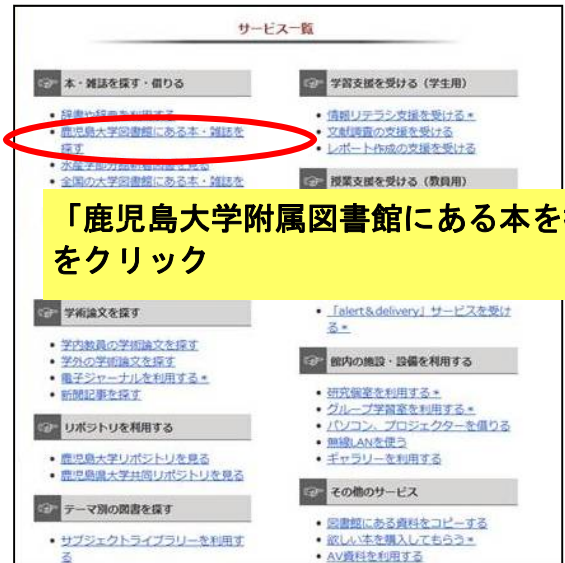 サービス一覧
本・雑誌を探す・借りる
辞書や辞典を利用する
鹿児島大学図書館にある本・雑誌を
探す
水産学部分館新着図書を見る
全国の大学図書館にある本・雑誌を
「鹿児島大学附属図書館にある本を
をクリック
学術論文を探す
学内教員の学術論文を探す
学外の学術論文を探す
電子ジャーナルを利用する*
新聞記事を探す
リポジトリを利用する
鹿児島大学リポジトリを見る
鹿児島県大学共同リポジトリを見る
テーマ別の図書を探す
サブジェクトライブラリーを利用す
る
学習支援を受ける（学生用）
情報リテラシ支援を受ける*
文献調査の支援を受ける
レポート作成の支援を受ける
授業支援を受ける（教員用）
「alert&delivery」サービスを受け
る*
館内の施設・設備を利用する
研究個室を利用する*
グループ学習室を利用する*
パソコン、プロジェクターを借りる
無線LANを使う
ギャラリーを利用する
その他のサービス
図書館にある資料をコピーする
欲しい本を購入してもらう*
AV資料を利用する